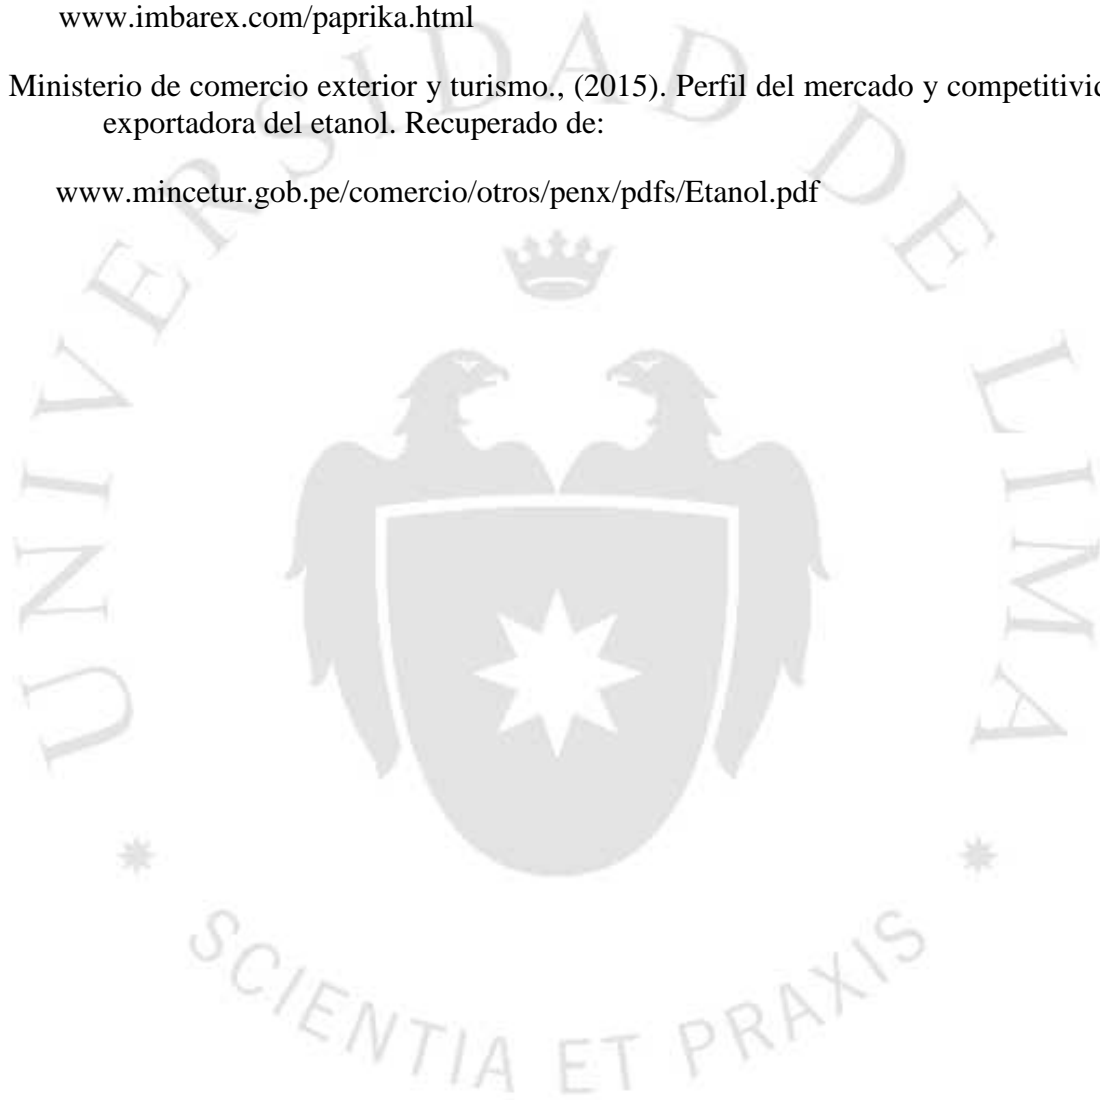 www.imbarex.com/paprika.html
Ministerio de comercio exterior y turismo., (2015). Perfil del mercado y competitivid
exportadora del etanol. Recuperado de:
www.mincetur.gob.pe/comercio/otros/penx/pdfs/Etanol.pdf
UNIVERSIDAD DE LIMA
SCIENTIA ET PRAXIS